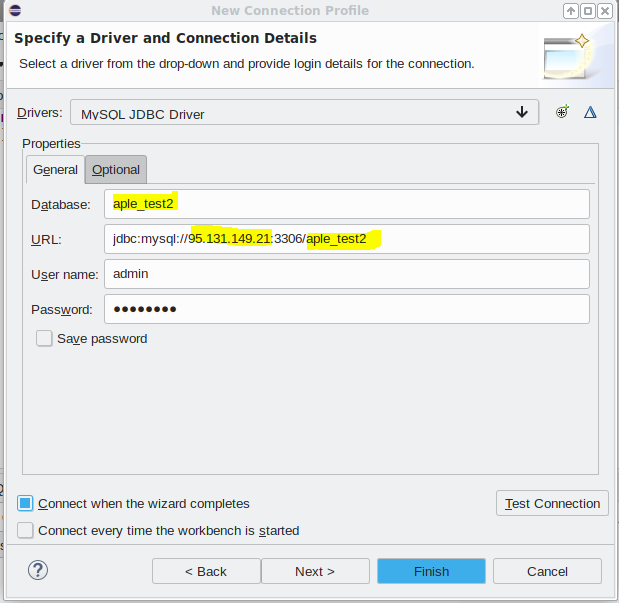 New Connection Profile
Specify a Driver and Connection Details
Select a driver from the drop-down and provide login details for the connection.
Drivers: MySQL JDBC Driver
Properties
General Optional
Database: aple_test2
URL: jdbc:mysql://95.131.149.21:3306/aple_test2
User name: admin
Password: ●●●●●●●●
Save password
Connect when the wizard completes
Test Connection
Connect every time the workbench is started
? < Back Next > Finish Cancel